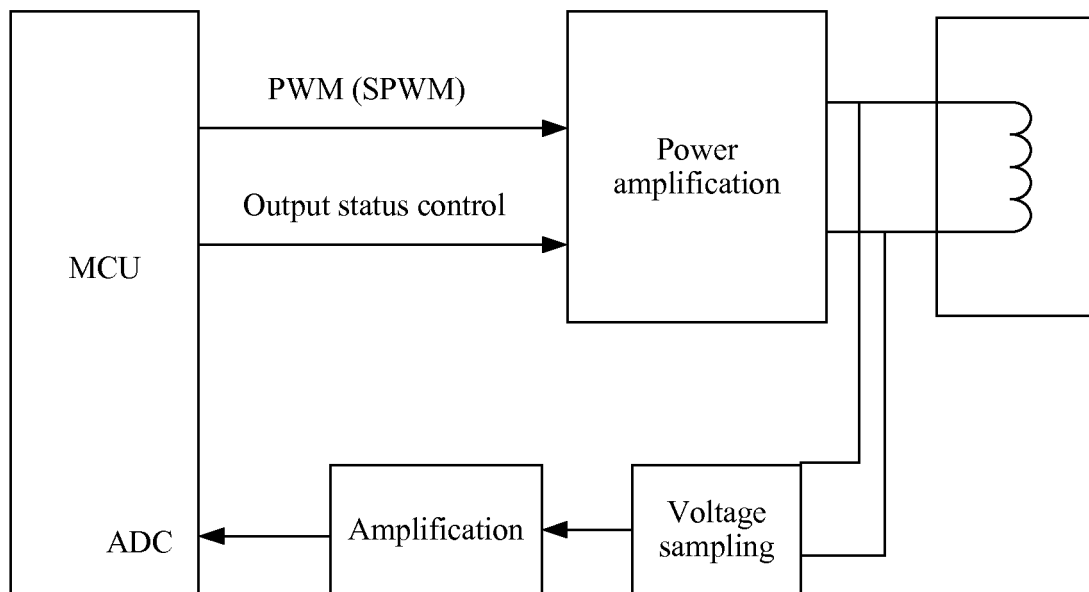 PWM (SPWM)
Power
amplification
Output status control
MCU
Voltage
sampling
Amplification
ADC